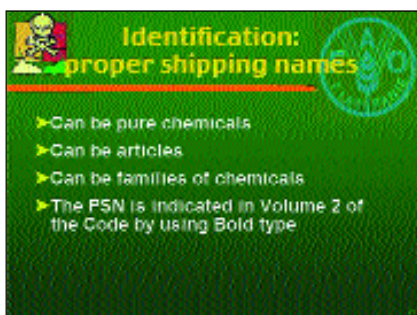 Identification:
proper shipping names
➤Can be pure chemicals
➤Can be articles
➤Can be families of chemicals
➤The PSN is indicated in Volume 2 of
the Code by using Bold type